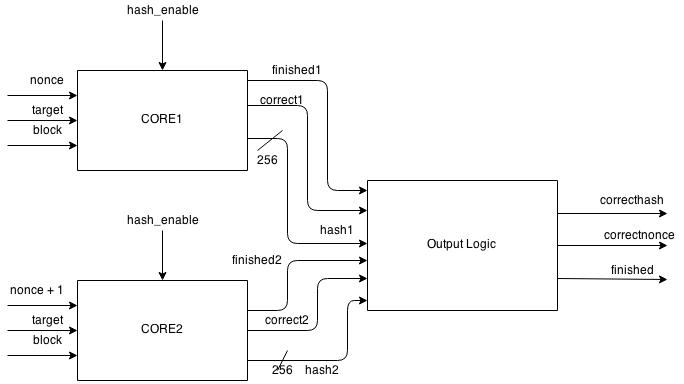 hash_enable
nonce
target
block
CORE1
finished1
correct1
256
hash1
hash_enable
nonce + 1
target
block
CORE2
finished2
correct2
256
hash2
Output Logic
correcthash
correctnonce
finished